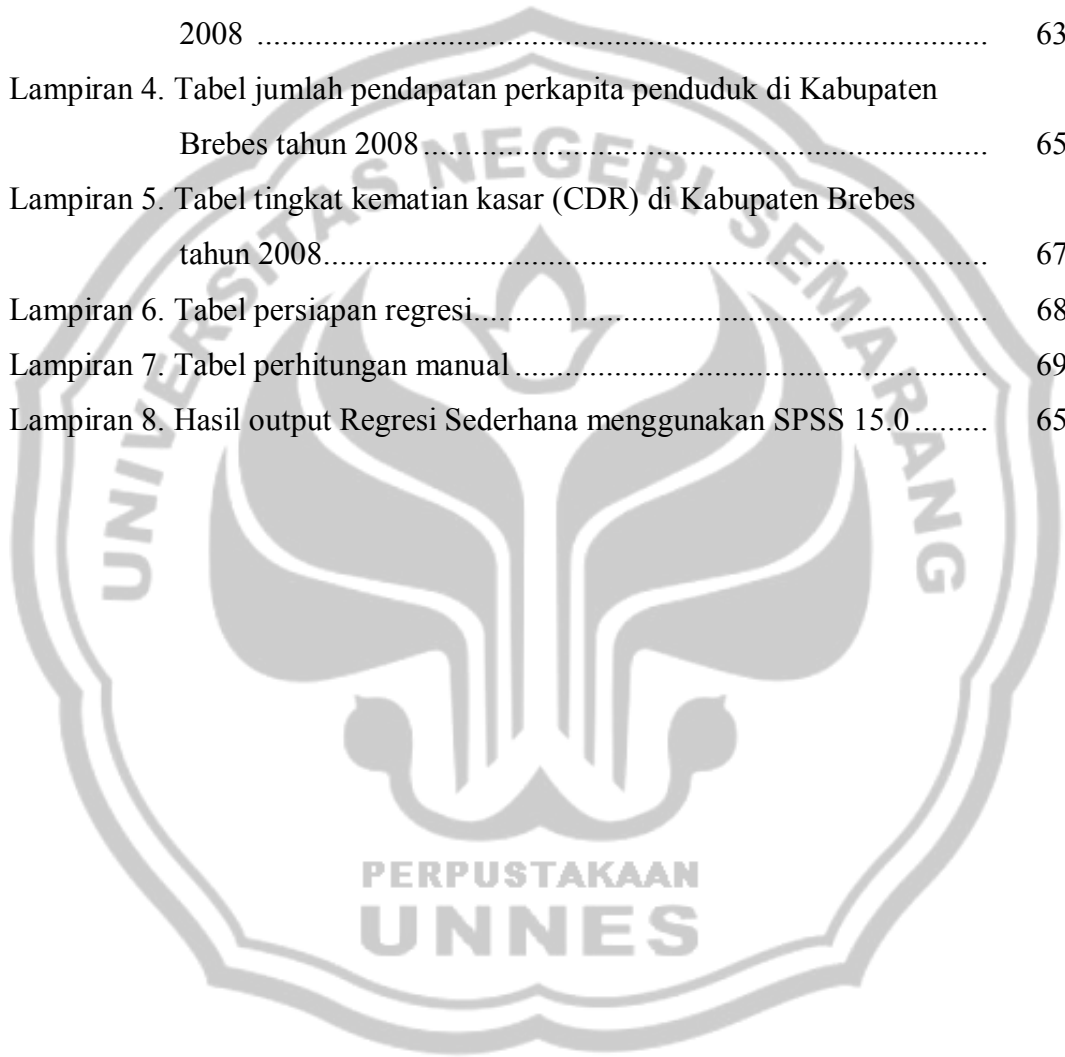 2008 ........................................................................................ 63
Lampiran 4. Tabel jumlah pendapatan perkapita penduduk di Kabupaten
Brebes tahun 2008.................................................................... 65
Lampiran 5. Tabel tingkat kematian kasar (CDR) di Kabupaten Brebes
tahun 2008................................................................................ 67
Lampiran 6. Tabel persiapan regresi.............................................................. 68
Lampiran 7. Tabel perhitungan manual......................................................... 69
Lampiran 8. Hasil output Regresi Sederhana menggunakan SPSS 15.0......... 65
UNIVERSITAS NEGERI SEMARANG
PERPUSTAKAAN
UNNES